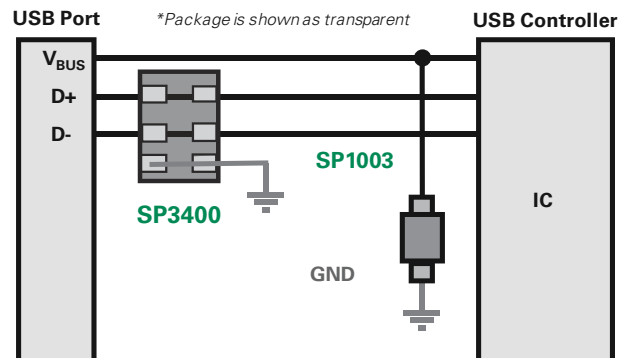 USB Port
*Package is shown as transparent
USB Controller
VBUS
D+
D-
SP1003
SP3400
IC
GND